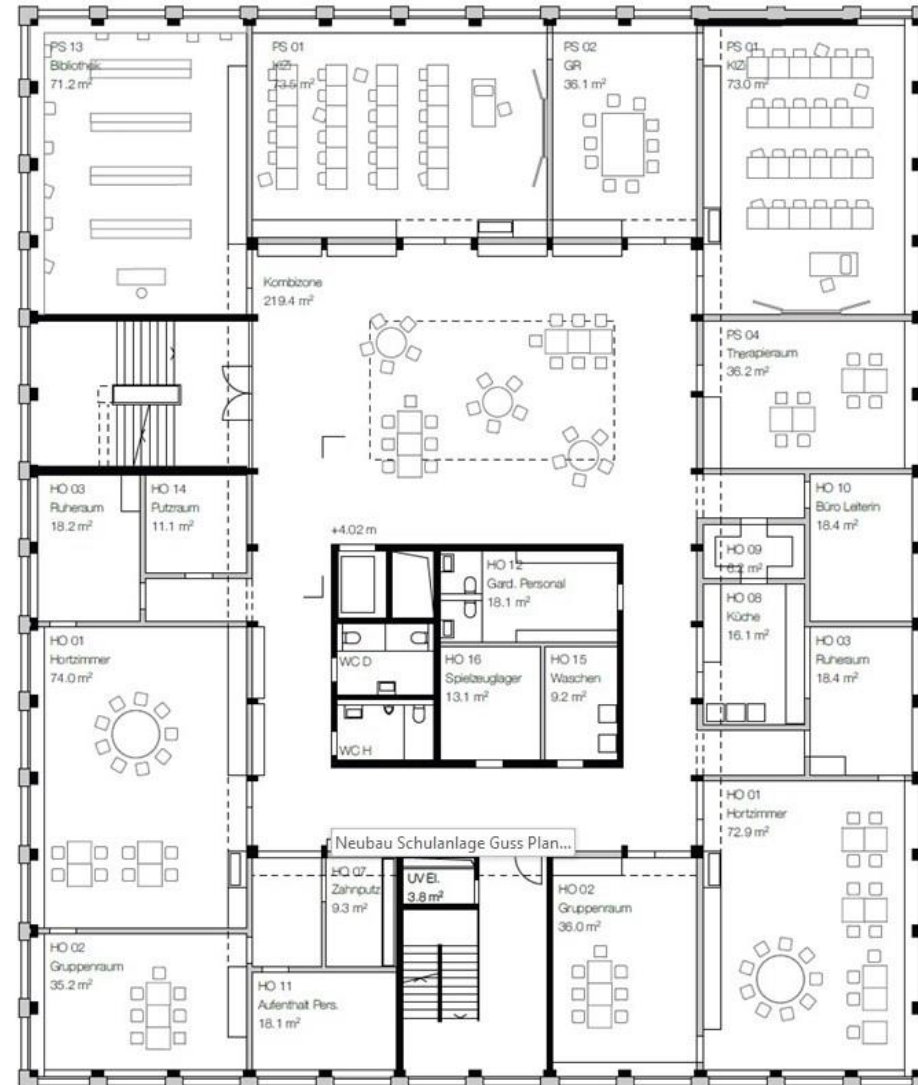 PS 13
Bibliothek
71.2 m²
PS 01
KIZI
73.5 m²
PS 02
GR
36.1 m²
PS 01
KIZI
73.0 m²
Kombizone
219.4 m²
PS 04
Therapieraum
36.2 m²
HO 03
Ruheraum
18.2 m²
HO 14
Putzraum
11.1 m²
+4.02 m
HO 12
Gard. Personal
18.1 m²
HO 09
6.2 m²
HO 10
Büro Leiterin
18.4 m²
HO 08
Küche
16.1 m²
HO 03
Ruheraum
18.4 m²
HO 01
Hortzimmer
74.0 m²
WC D
WC H
HO 16
Spielzeuglager
13.1 m²
HO 15
Waschen
9.2 m²
HO 01
Hortzimmer
72.9 m²
Neubau Schulanlage Guss Plan...
HO 07
Zahnputz
9.3 m²
UV El.
3.8 m²
HO 02
Gruppenraum
36.0 m²
HO 02
Gruppenraum
35.2 m²
HO 11
Aufenthalt Pers.
18.1 m²